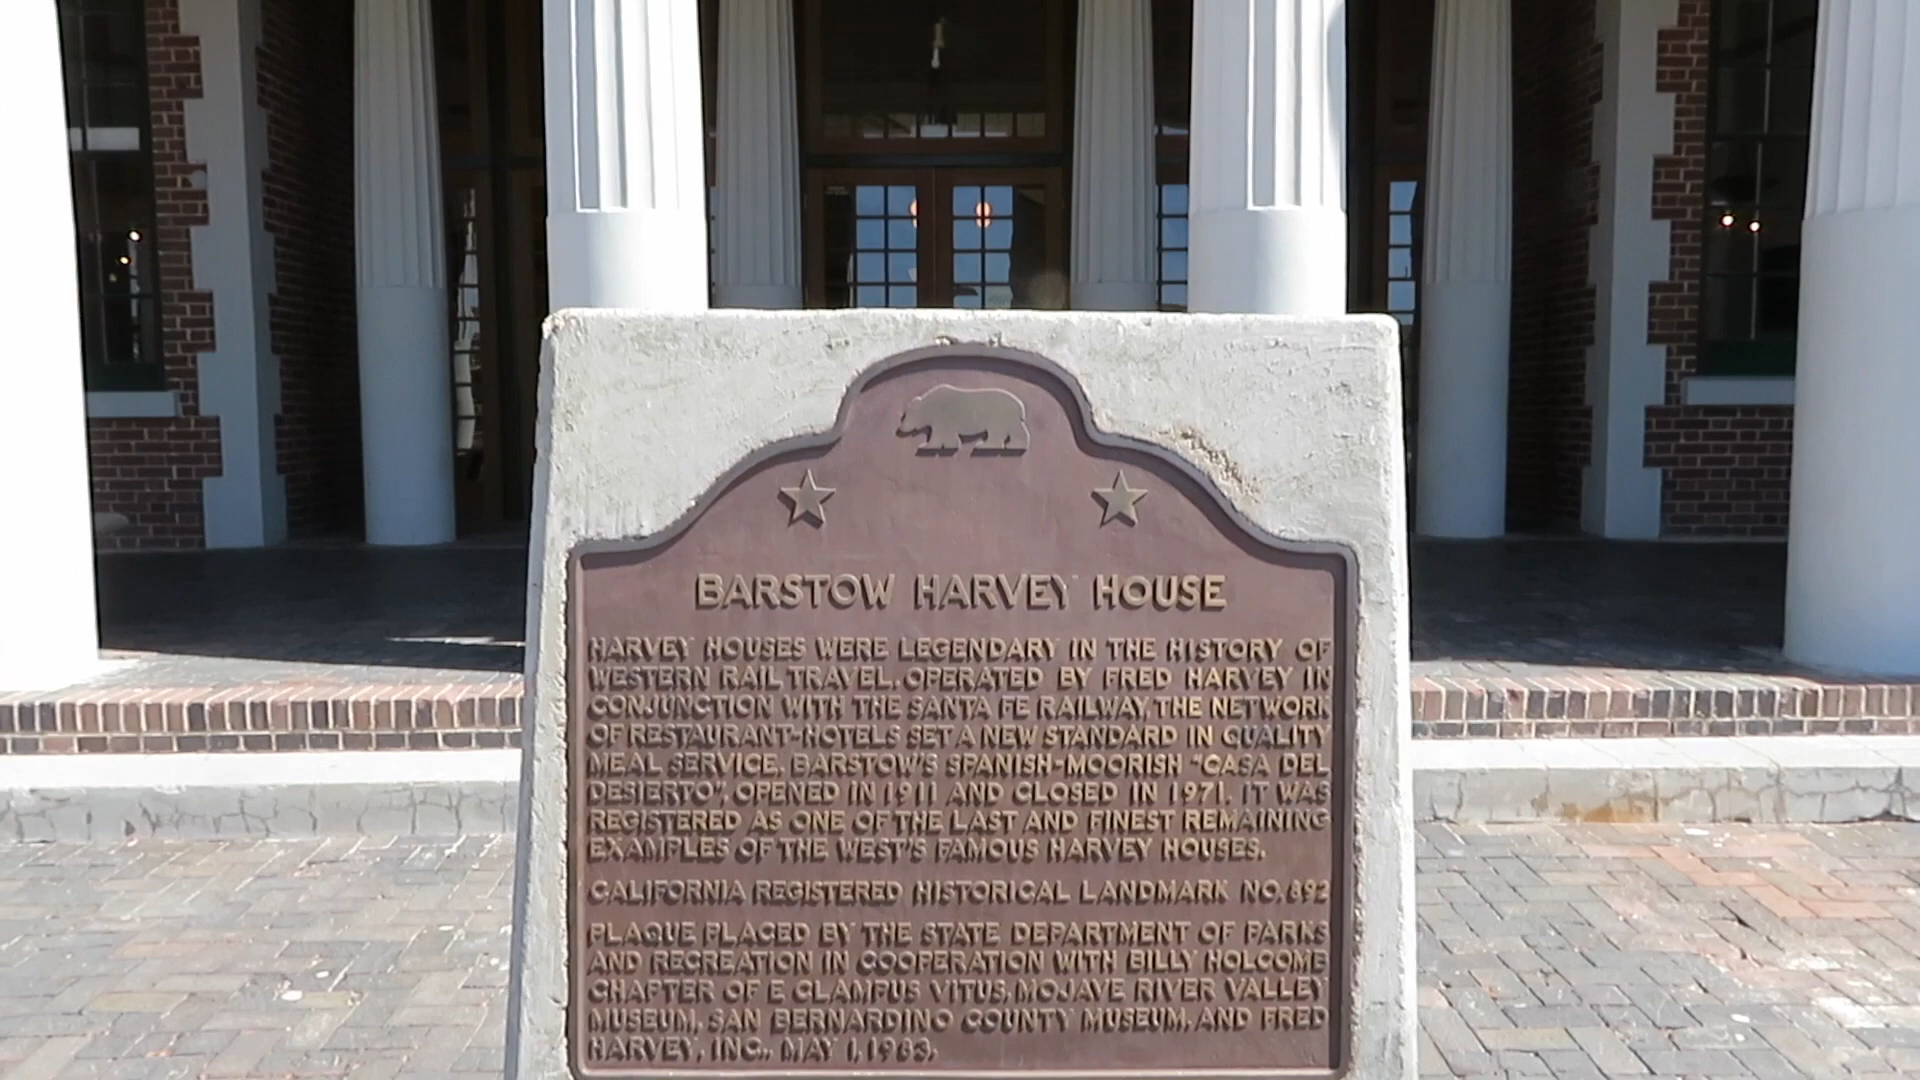 BARSTOW HARVEY HOUSE
HARVEY HOUSES WERE LEGENDARY IN THE HISTORY OF
WESTERN RAIL TRAVEL. OPERATED BY FRED HARVEY IN
CONJUNCTION WITH THE SANTA FE RAILWAY, THE NETWORK
OF RESTAURANT-HOTELS SET A NEW STANDARD IN QUALITY
MEAL SERVICE. BARSTOW'S SPANISH-MOORISH "CASA DEL
DESIERTO", OPENED IN 1911 AND CLOSED IN 1971. IT WAS
REGISTERED AS ONE OF THE LAST AND FINEST REMAINING
EXAMPLES OF THE WEST'S FAMOUS HARVEY HOUSES.
CALIFORNIA REGISTERED HISTORICAL LANDMARK NO. 892
PLAQUE PLACED BY THE STATE DEPARTMENT OF PARKS
AND RECREATION IN COOPERATION WITH BILLY HOLCOMB
CHAPTER OF E CLAMPUS VITUS, MOJAVE RIVER VALLEY
MUSEUM, SAN BERNARDINO COUNTY MUSEUM, AND FRED
HARVEY, INC., MAY 1, 1983.